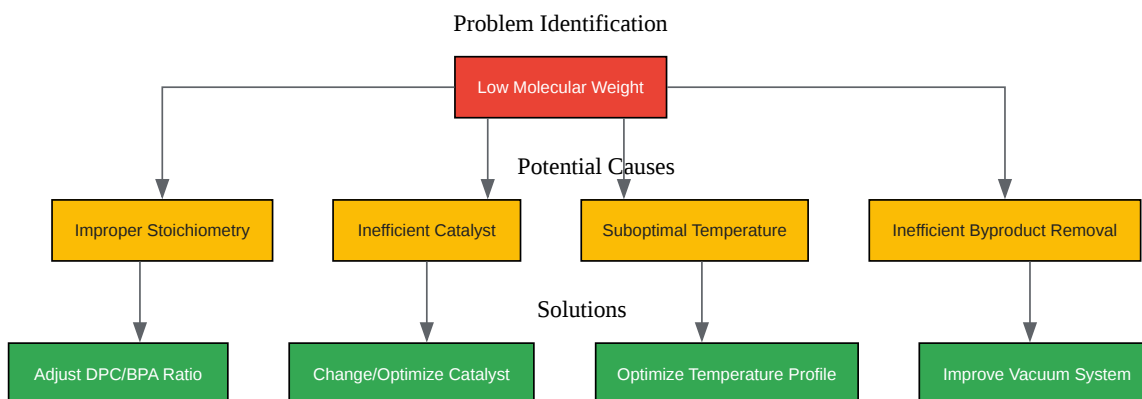 Problem Identification
Low Molecular Weight
Potential Causes
Improper Stoichiometry
Inefficient Catalyst
Suboptimal Temperature
Inefficient Byproduct Removal
Solutions
Adjust DPC/BPA Ratio
Change/Optimize Catalyst
Optimize Temperature Profile
Improve Vacuum System